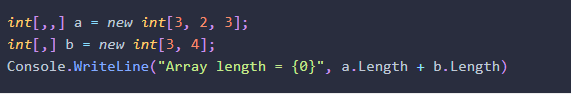 int[,,] a = new int[3, 2, 3];
int[,] b = new int[3, 4];
Console.WriteLine("Array length = {0}", a.Length + b.Length)